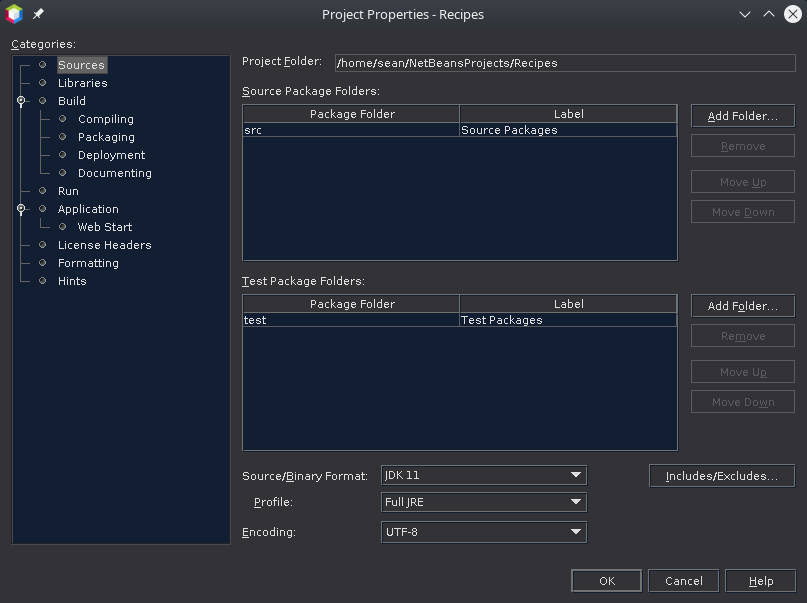 Project Properties - Recipes
Categories:
Sources
Libraries
Build
Compiling
Packaging
Deployment
Documenting
Run
Application
Web Start
License Headers
Formatting
Hints
Project Folder: /home/sean/NetBeansProjects/Recipes
Source Package Folders:
Package Folder Label
src Source Packages
Add Folder...
Remove
Move Up
Move Down
Test Package Folders:
Package Folder Label
test Test Packages
Add Folder...
Remove
Move Up
Move Down
Source/Binary Format: JDK 11
Includes/Excludes...
Profile: Full JRE
Encoding: UTF-8
OK Cancel Help